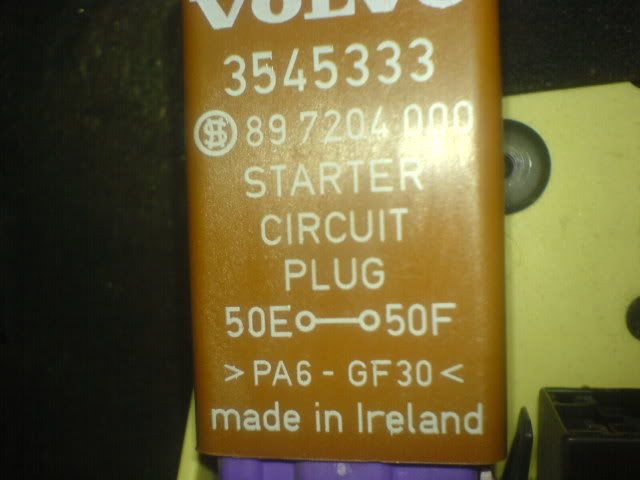 VOLVO
3545333
89 7204 000
STARTER
CIRCUIT
PLUG
50E 50F
>PA6 - GF30<
made in Ireland